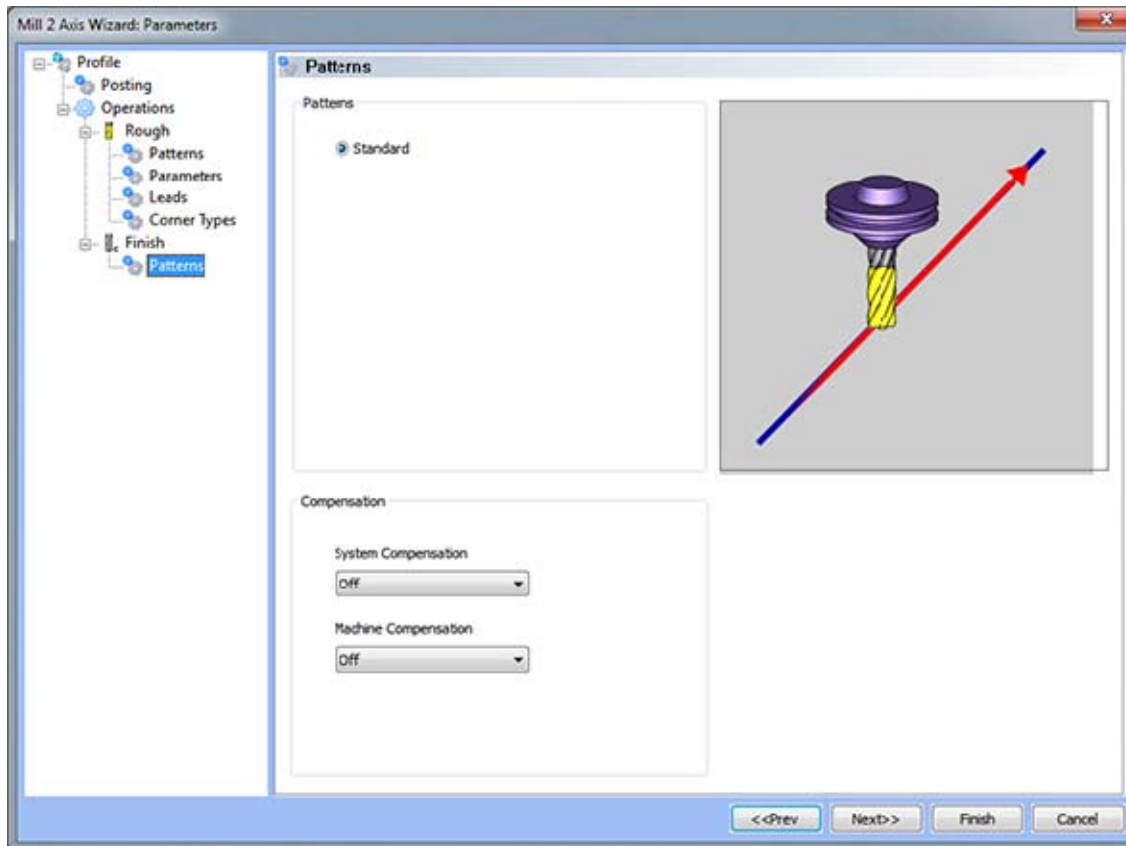 Mill 2 Axis Wizard: Parameters
Profile
Posting
Operations
Rough
Patterns
Parameters
Leads
Corner Types
Finish
Patterns
Patterns
Patterns
Standard
Compensation
System Compensation
Off
Machine Compensation
Off
<<Prev
Next>>
Finish
Cancel